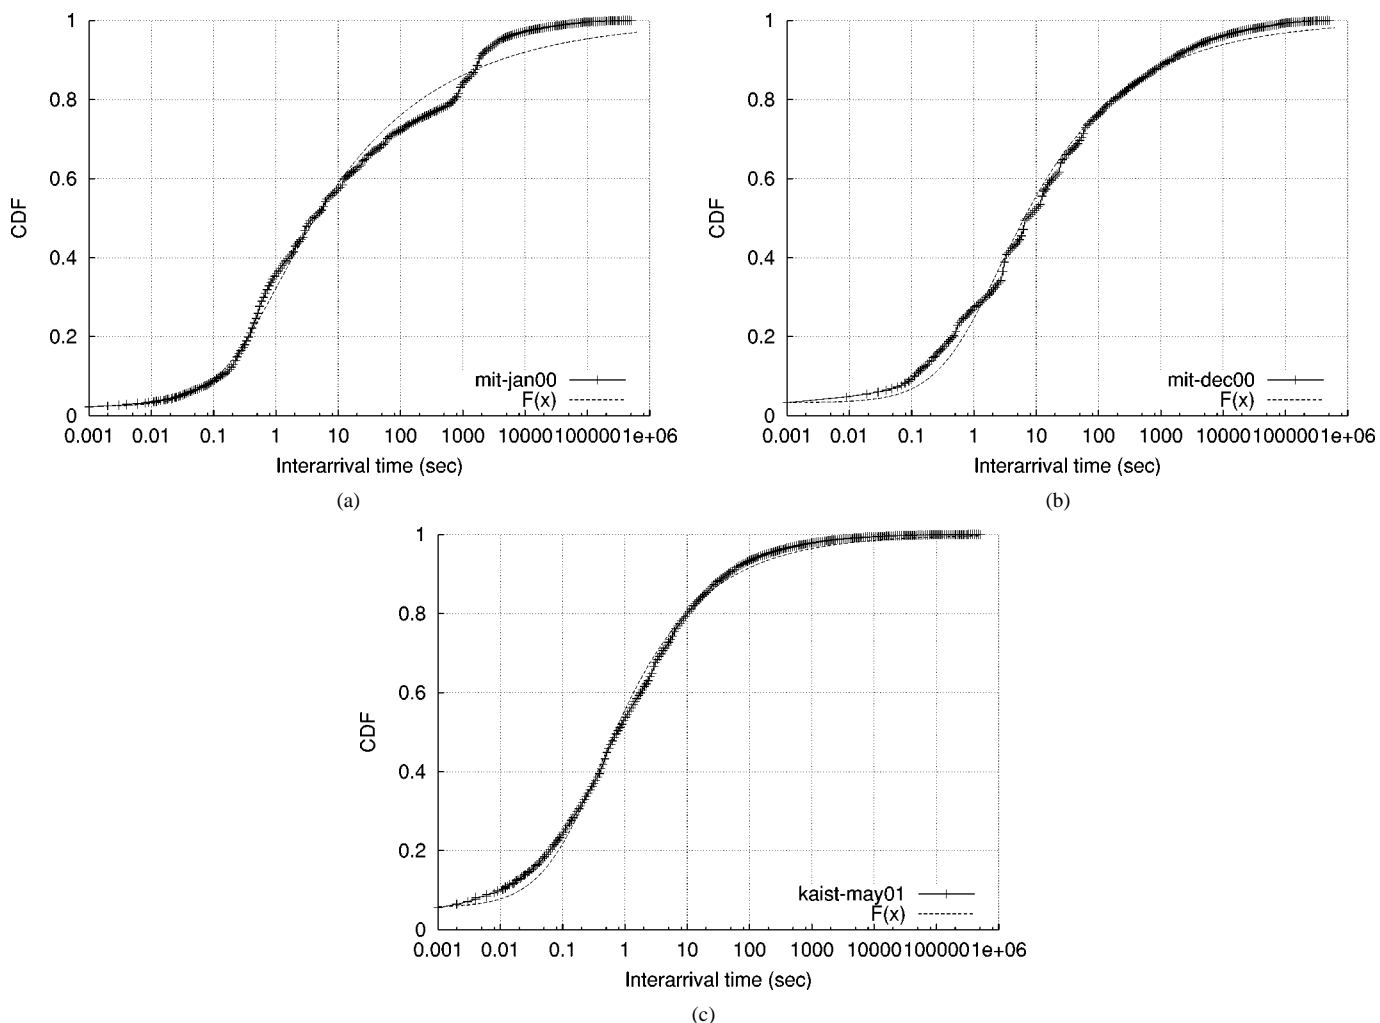 1
0.8
0.6
CDF
0.4
0.2
mit-jan00
F(x)
0
0.001 0.01 0.1 1 10 100 1000 10000 100000 1e+06
Interarrival time (sec)
(a)
1
0.8
0.6
CDF
0.4
0.2
mit-dec00
F(x)
0
0.001 0.01 0.1 1 10 100 1000 10000 100000 1e+06
Interarrival time (sec)
(b)
1
0.8
0.6
CDF
0.4
0.2
kaist-may01
F(x)
0
0.001 0.01 0.1 1 10 100 1000 10000 100000 1e+06
Interarrival time (sec)
(c)